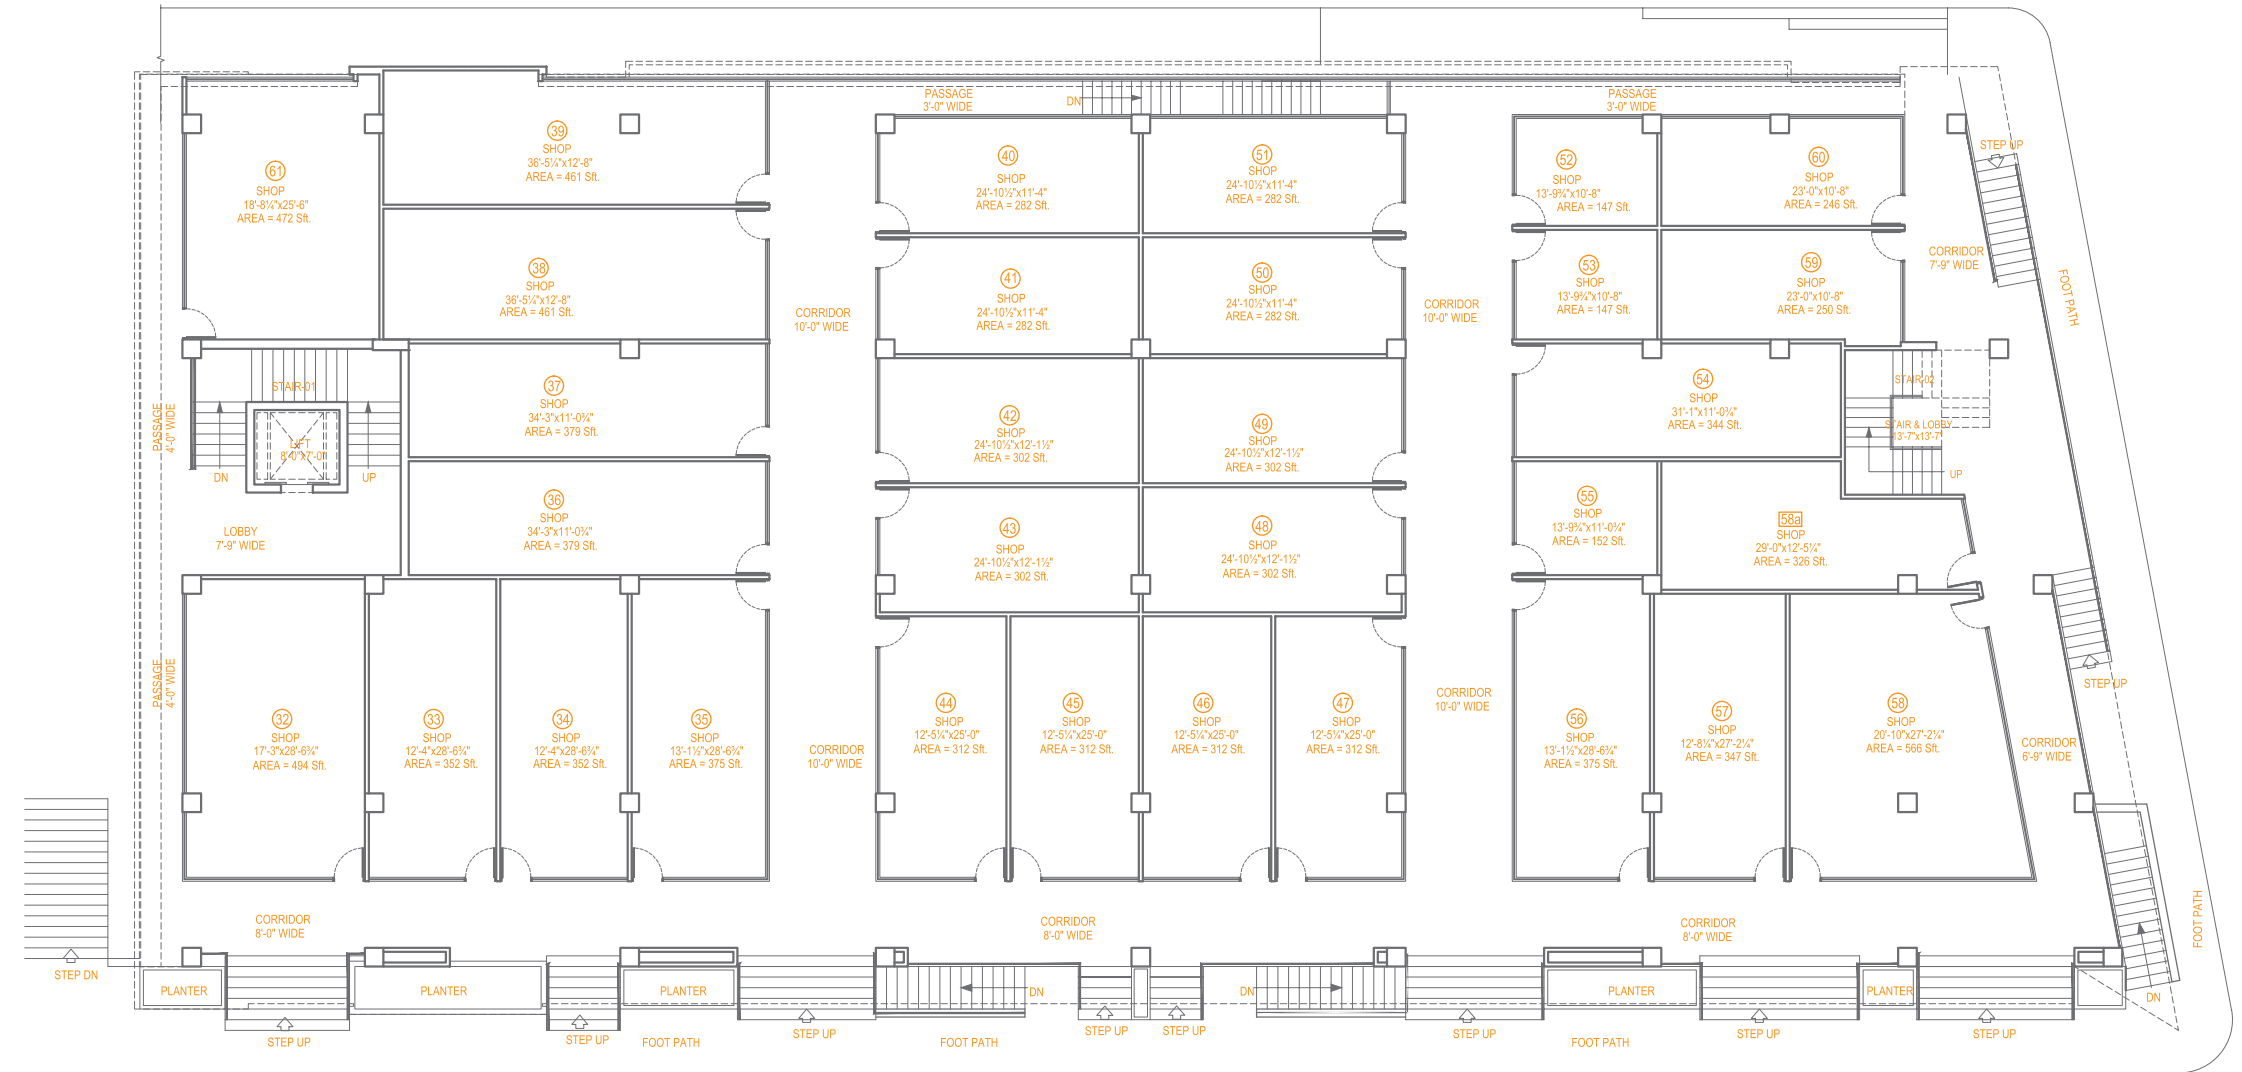 PASSAGE
3'-0" WIDE
DN
PASSAGE
3'-0" WIDE
STEP UP
61
SHOP
18'-8¼"x25'-6"
AREA = 472 Sft.
39
SHOP
36'-5¼"x12'-8"
AREA = 461 Sft.
40
SHOP
24'-10½"x11'-4"
AREA = 282 Sft.
51
SHOP
24'-10½"x11'-4"
AREA = 282 Sft.
52
SHOP
13'-9¾"x10'-8"
AREA = 147 Sft.
60
SHOP
23'-0"x10'-8"
AREA = 246 Sft.
38
SHOP
36'-5¼"x12'-8"
AREA = 461 Sft.
CORRIDOR
10'-0" WIDE
41
SHOP
24'-10½"x11'-4"
AREA = 282 Sft.
50
SHOP
24'-10½"x11'-4"
AREA = 282 Sft.
CORRIDOR
10'-0" WIDE
53
SHOP
13'-9¾"x10'-8"
AREA = 147 Sft.
59
SHOP
23'-0"x10'-8"
AREA = 250 Sft.
CORRIDOR
7'-9" WIDE
FOOT PATH
PASSAGE
4'-0" WIDE
STAIR-01
LIFT
8'-0"x7'-0"
DN
UP
LOBBY
7'-9" WIDE
37
SHOP
34'-3"x11'-0¾"
AREA = 379 Sft.
42
SHOP
24'-10½"x12'-1½"
AREA = 302 Sft.
49
SHOP
24'-10½"x12'-1½"
AREA = 302 Sft.
54
SHOP
31'-1"x11'-0¾"
AREA = 344 Sft.
STAIR-02
STAIR & LOBBY
13'-7"x13'-7"
UP
36
SHOP
34'-3"x11'-0¾"
AREA = 379 Sft.
43
SHOP
24'-10½"x12'-1½"
AREA = 302 Sft.
48
SHOP
24'-10½"x12'-1½"
AREA = 302 Sft.
55
SHOP
13'-9¾"x11'-0¾"
AREA = 152 Sft.
58a
SHOP
29'-0"x12'-5¼"
AREA = 326 Sft.
PASSAGE
4'-0" WIDE
32
SHOP
17'-3"x28'-6¾"
AREA = 494 Sft.
33
SHOP
12'-4"x28'-6¾"
AREA = 352 Sft.
34
SHOP
12'-4"x28'-6¾"
AREA = 352 Sft.
35
SHOP
13'-1½"x28'-6¾"
AREA = 375 Sft.
CORRIDOR
10'-0" WIDE
44
SHOP
12'-5¼"x25'-0"
AREA = 312 Sft.
45
SHOP
12'-5¼"x25'-0"
AREA = 312 Sft.
46
SHOP
12'-5¼"x25'-0"
AREA = 312 Sft.
47
SHOP
12'-5¼"x25'-0"
AREA = 312 Sft.
CORRIDOR
10'-0" WIDE
56
SHOP
13'-1½"x28'-6¾"
AREA = 375 Sft.
57
SHOP
12'-8¼"x27'-2¼"
AREA = 347 Sft.
58
SHOP
20'-10"x27'-2¼"
AREA = 566 Sft.
STEP UP
CORRIDOR
6'-9" WIDE
FOOT PATH
CORRIDOR
8'-0" WIDE
CORRIDOR
8'-0" WIDE
CORRIDOR
8'-0" WIDE
STEP DN
PLANTER
PLANTER
PLANTER
DN
DN
PLANTER
PLANTER
DN
STEP UP
STEP UP
FOOT PATH
STEP UP
FOOT PATH
STEP UP
STEP UP
STEP UP
FOOT PATH
STEP UP
STEP UP